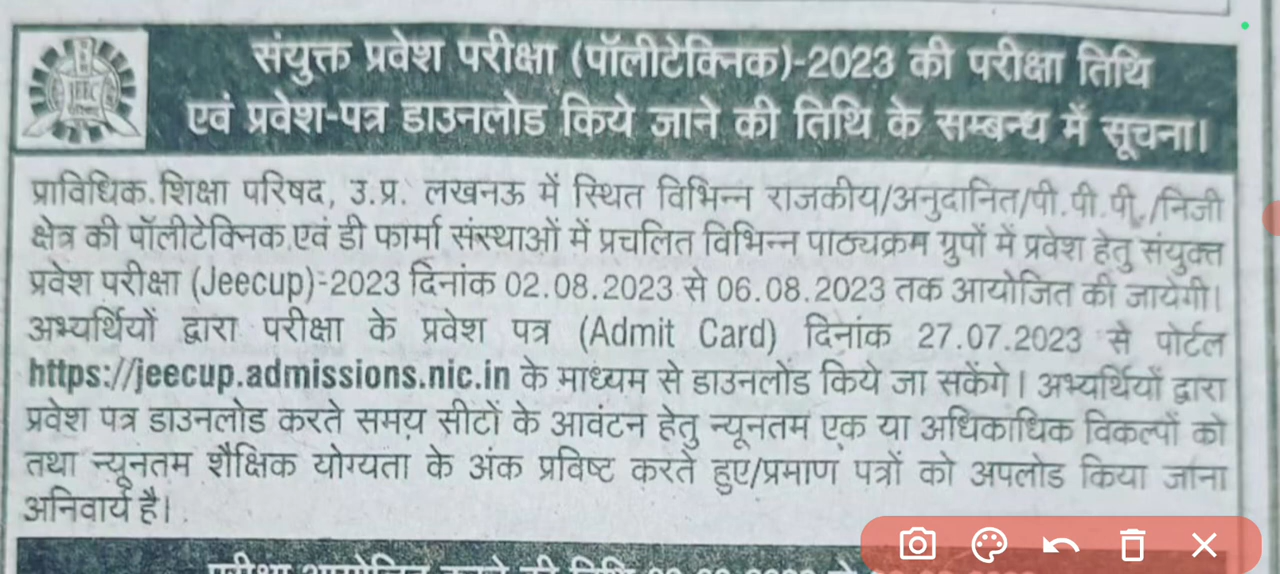 संयुक्त प्रवेश परीक्षा (पॉलीटेक्निक)-2023 की परीक्षा तिथि
एवं प्रवेश-पत्र डाउनलोड किये जाने की तिथि के सम्बन्ध में सूचना।
प्राविधिक शिक्षा परिषद, उ.प्र. लखनऊ में स्थित विभिन्न राजकीय/अनुदानित/पी.पी.पी./निजी
क्षेत्र की पॉलीटेक्निक एवं डी फार्मा संस्थाओं में प्रचलित विभिन्न पाठ्यक्रम ग्रुपों में प्रवेश हेतु संयुक्त
प्रवेश परीक्षा (Jeecup)-2023 दिनांक 02.08.2023 से 06.08.2023 तक आयोजित की जायेगी।
अभ्यर्थियों द्वारा परीक्षा के प्रवेश पत्र (Admit Card) दिनांक 27.07.2023 से पोर्टल
https://jeecup.admissions.nic.in के माध्यम से डाउनलोड किये जा सकेंगे। अभ्यर्थियों द्वारा
प्रवेश पत्र डाउनलोड करते समय सीटों के आवंटन हेतु न्यूनतम एक या अधिकाधिक विकल्पों को
तथा न्यूनतम शैक्षिक योग्यता के अंक प्रविष्ट करते हुए/प्रमाण पत्रों को अपलोड किया जाना
अनिवार्य है।